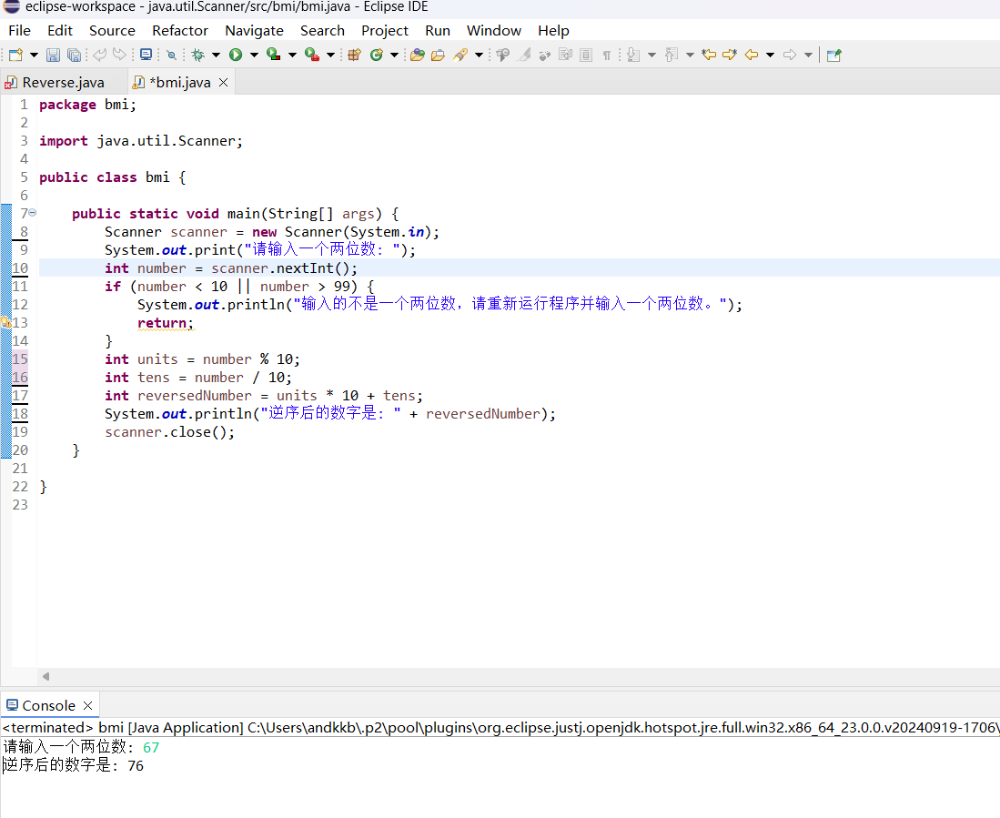 eclipse-workspace - java.util.Scanner/src/bmi/bmi.java - Eclipse IDE
File Edit Source Refactor Navigate Search Project Run Window Help
Reverse.java *bmi.java
1 package bmi;
2
3 import java.util.Scanner;
4
5 public class bmi {
6
7 public static void main(String[] args) {
8 Scanner scanner = new Scanner(System.in);
9 System.out.print("请输入一个两位数: ");
10 int number = scanner.nextInt();
11 if (number < 10 || number > 99) {
12 System.out.println("输入的不是一个两位数，请重新运行程序并输入一个两位数。");
13 return;
14 }
15 int units = number % 10;
16 int tens = number / 10;
17 int reversedNumber = units * 10 + tens;
18 System.out.println("逆序后的数字是: " + reversedNumber);
19 scanner.close();
20 }
21
22 }
23
Console
<terminated> bmi [Java Application] C:\Users\andkkb\.p2\pool\plugins\org.eclipse.justj.openjdk.hotspot.jre.full.win32.x86_64_23.0.0.v20240919-1706\
请输入一个两位数: 67
逆序后的数字是: 76